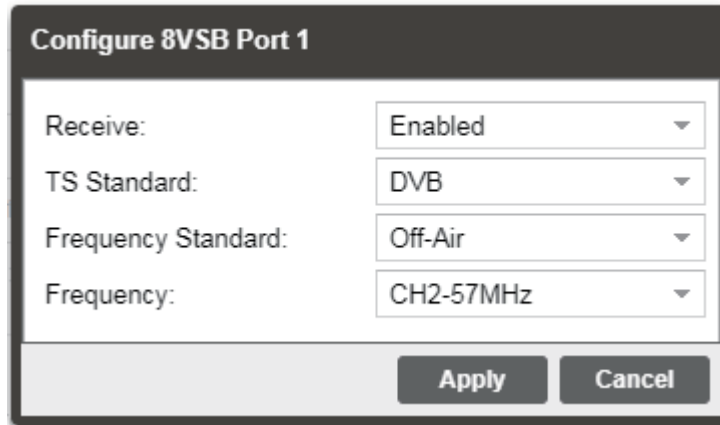 Configure 8VSB Port 1
Receive: Enabled
TS Standard: DVB
Frequency Standard: Off-Air
Frequency: CH2-57MHz
Apply Cancel